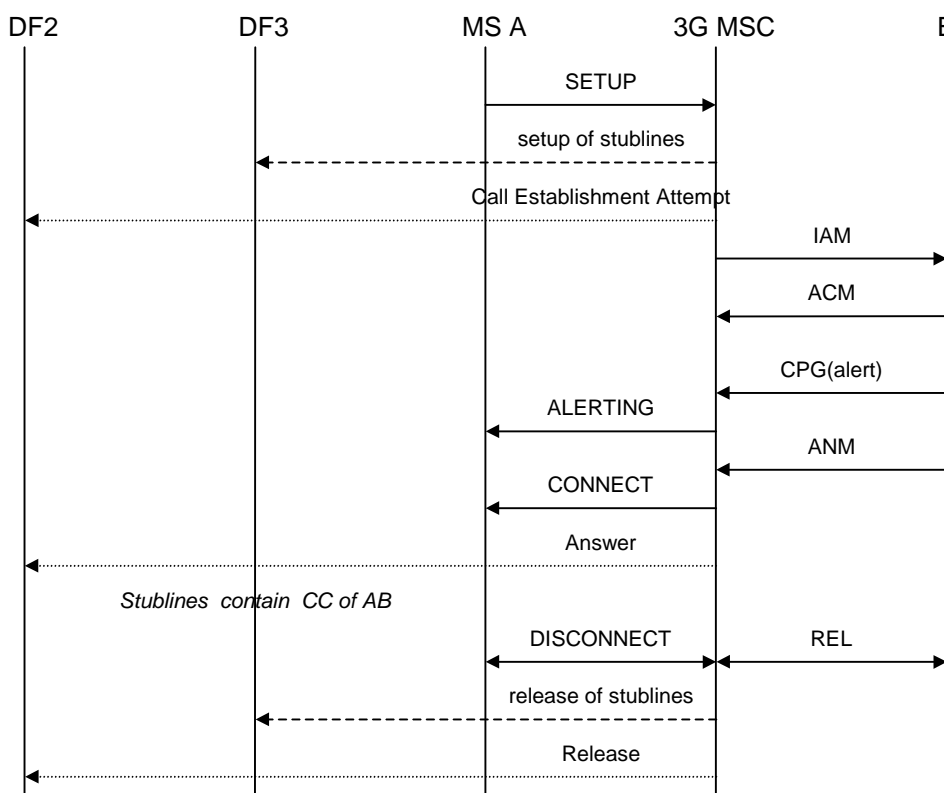 DF2 DF3 MS A 3G MSC
SETUP
setup of stublines
Call Establishment Attempt
IAM
ACM
CPG(alert)
ALERTING
ANM
CONNECT
Answer
Stublines contain CC of AB
DISCONNECT REL
release of stublines
Release